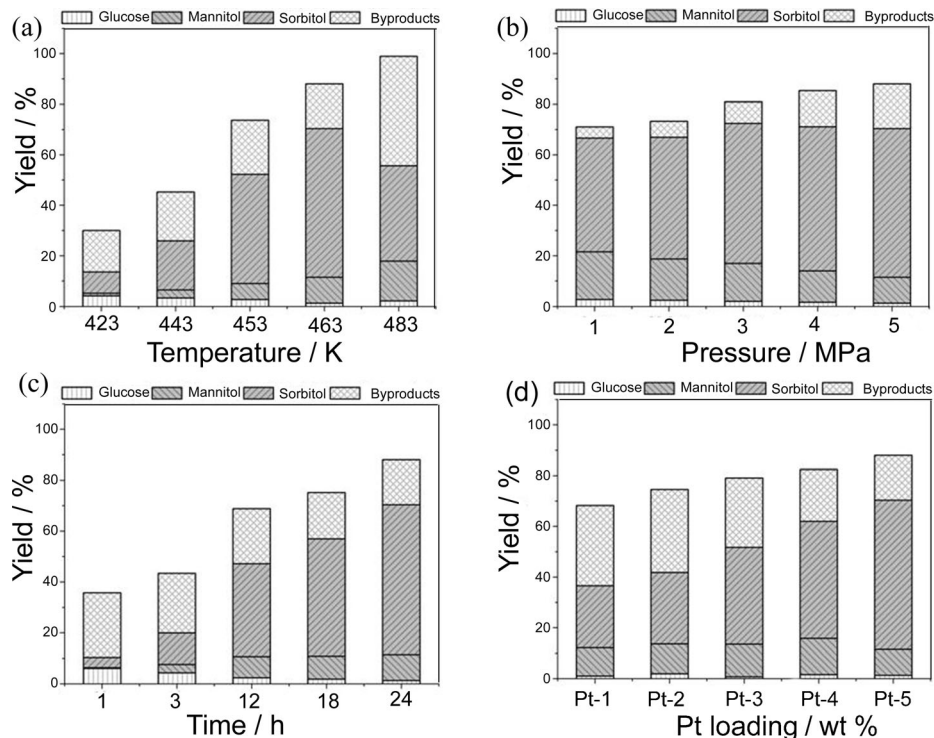 (a)
Glucose Mannitol Sorbitol Byproducts
Yield / %
100
80
60
40
20
0
423 443 453 463 483
Temperature / K
(b)
Glucose Mannitol Sorbitol Byproducts
Yield / %
100
80
60
40
20
0
1 2 3 4 5
Pressure / MPa
(c)
Glucose Mannitol Sorbitol Byproducts
Yield / %
100
80
60
40
20
0
1 3 12 18 24
Time / h
(d)
Glucose Mannitol Sorbitol Byproducts
Yield / %
100
80
60
40
20
0
Pt-1 Pt-2 Pt-3 Pt-4 Pt-5
Pt loading / wt %